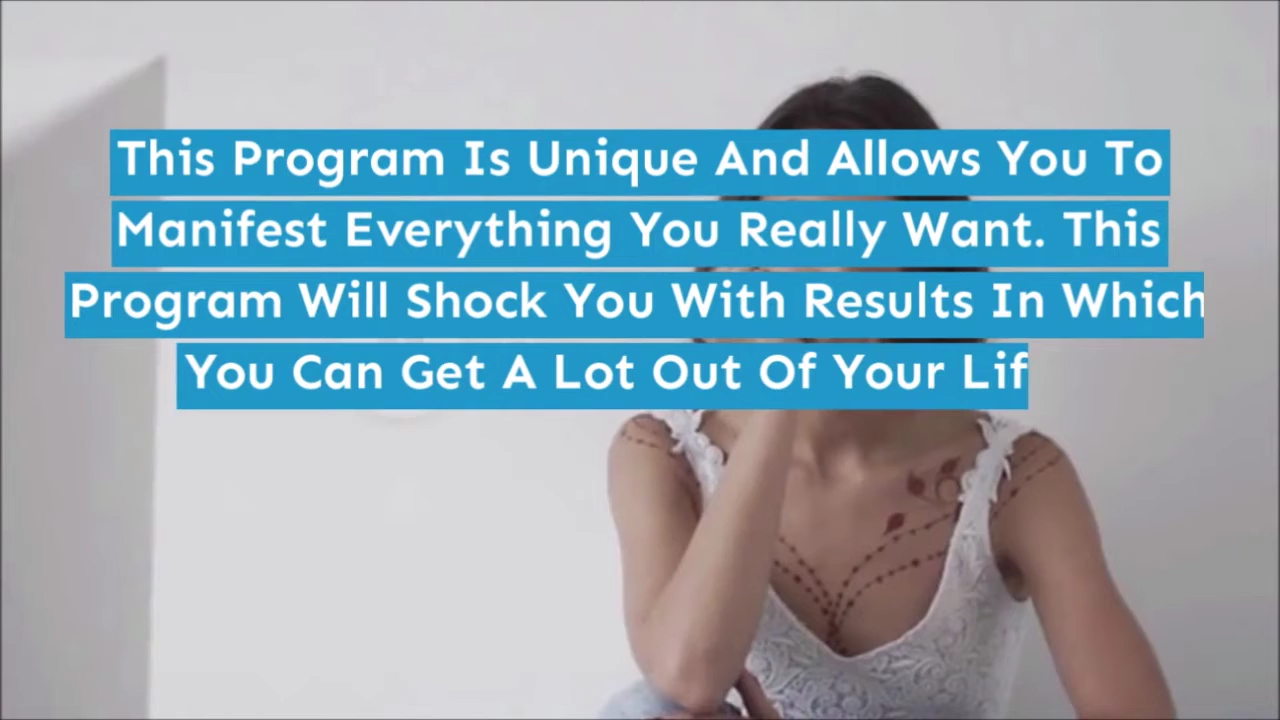 This Program Is Unique And Allows You To
Manifest Everything You Really Want. This
Program Will Shock You With Results In Which
You Can Get A Lot Out Of Your Lif